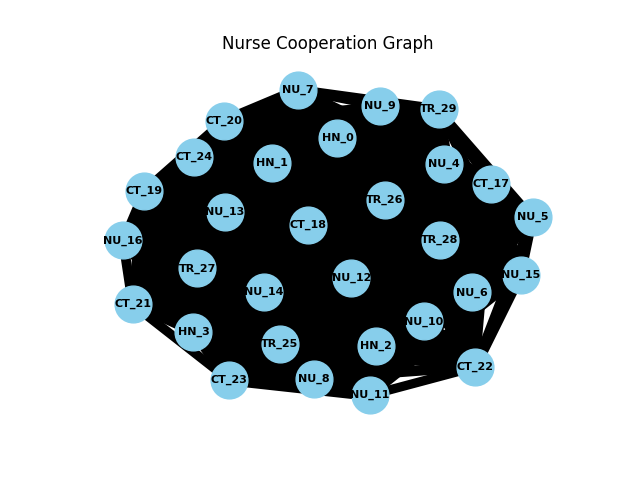 Nurse Cooperation Graph
NU_7
NU_9
TR_29
CT_20
HN_0
CT_24
HN_1
NU_4
CT_17
CT_19
TR_26
NU_13
NU_5
CT_18
NU_16
TR_28
TR_27
NU_15
NU_12
NU_14
NU_6
CT_21
NU_10
HN_3
TR_25
HN_2
CT_22
CT_23
NU_8
NU_11